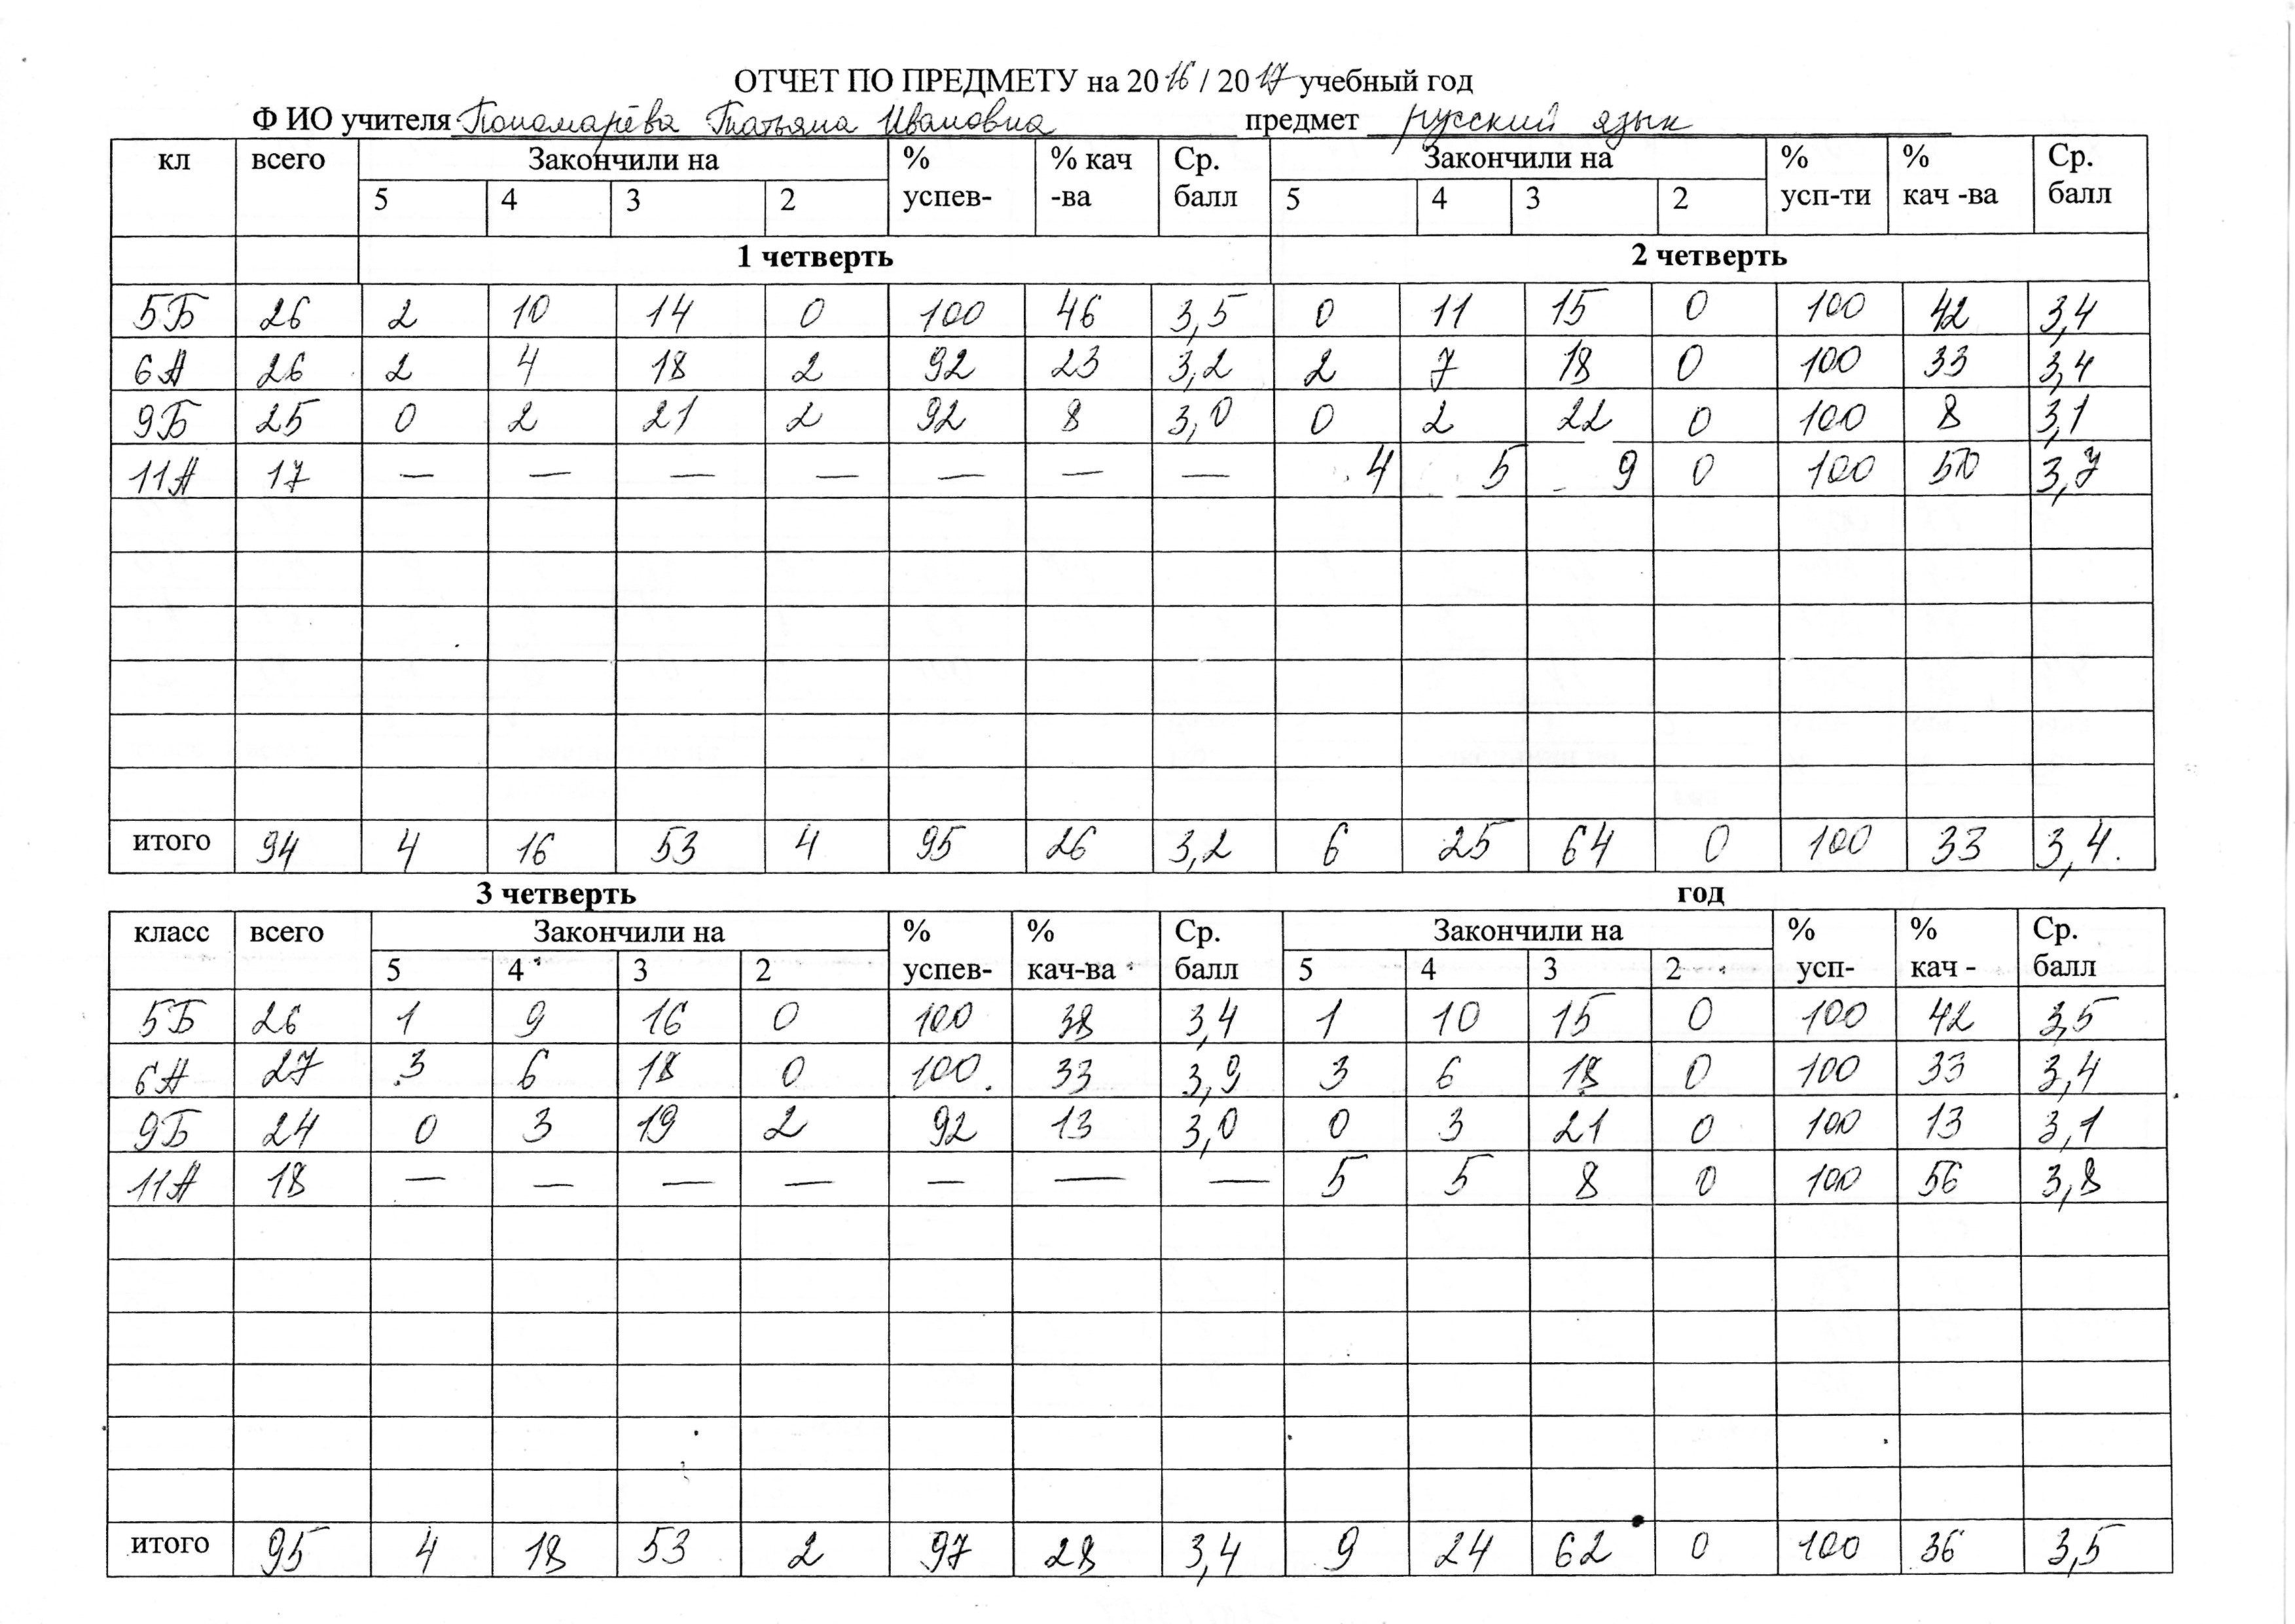 ОТЧЕТ ПО ПРЕДМЕТУ на 2016 / 2017 учебный год
Ф ИО учителя Пономарёва Татьяна Ивановна предмет русский язык
кл всего Закончили на % % кач Ср. Закончили на % % Ср.
5 4 3 2 успев- -ва балл 5 4 3 2 усп-ти кач -ва балл
1 четверть 2 четверть
5Б 26 2 10 14 0 100 46 3,5 0 11 15 0 100 42 3,4
6А 26 2 4 18 2 92 23 3,2 2 7 18 0 100 33 3,4
9Б 25 0 2 21 2 92 8 3,0 0 2 22 0 100 8 3,1
11А 17 — — — — — — — 4 5 9 0 100 50 3,7
итого 94 4 16 53 4 95 26 3,2 6 25 64 0 100 33 3,4.
3 четверть год
класс всего Закончили на % % Ср. Закончили на % % Ср.
5 4 3 2 успев- кач-ва балл 5 4 3 2 усп- кач - балл
5Б 26 1 9 16 0 100 38 3,4 1 10 15 0 100 42 3,5
6А 27 3 6 18 0 100. 33 3,9 3 6 18 0 100 33 3,4
9Б 24 0 3 19 2 92 13 3,0 0 3 21 0 100 13 3,1
11А 18 — — — — — — — 5 5 8 0 100 56 3,8
итого 95 4 18 53 2 97 28 3,4 9 24 62 0 100 36 3,5